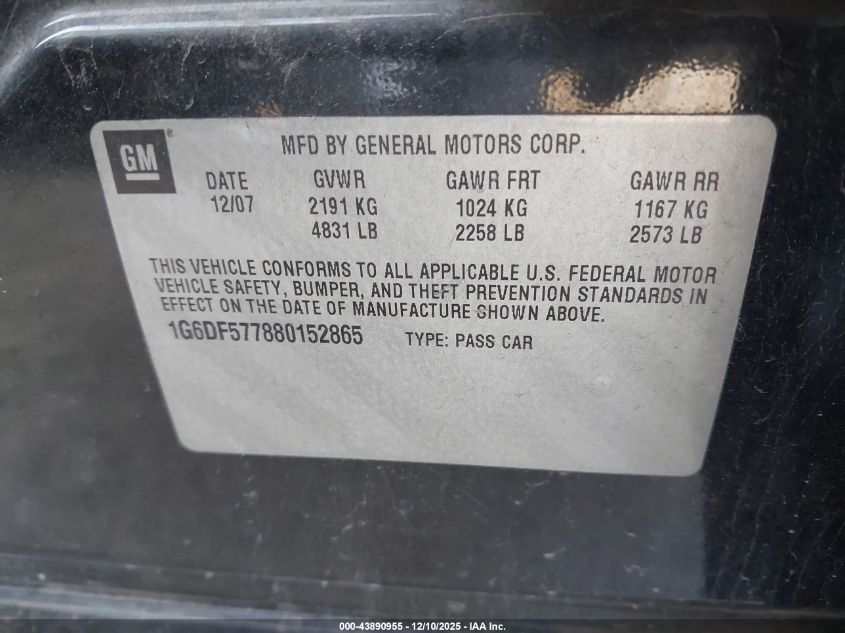 GM ®
MFD BY GENERAL MOTORS CORP.
DATE GVWR GAWR FRT GAWR RR
12/07 2191 KG 1024 KG 1167 KG
4831 LB 2258 LB 2573 LB
THIS VEHICLE CONFORMS TO ALL APPLICABLE U.S. FEDERAL MOTOR
VEHICLE SAFETY, BUMPER, AND THEFT PREVENTION STANDARDS IN
EFFECT ON THE DATE OF MANUFACTURE SHOWN ABOVE.
1G6DF577880152865 TYPE: PASS CAR
000-43890955 - 12/10/2025 - IAA Inc.